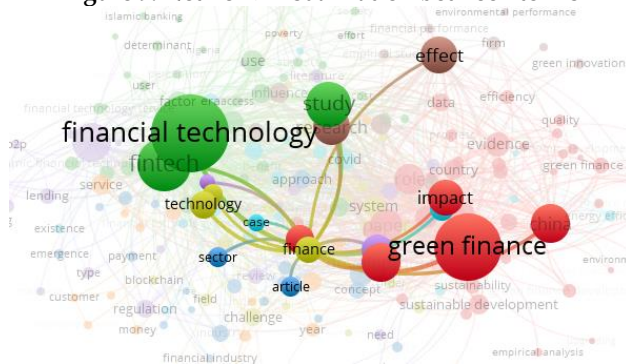 islamic banking
environmental performance
determinant
poverty
effort
effect
firm
user
use
literature
green innovation
factor
access
influence
study
data
efficiency
financial technology
research
quality
p2p
fintech
covid
evidence
service
approach
role
country
green finance
lending
technology
system
impact
case
china
existence
finance
green finance
emergence
payment
sector
type
blockchain
review
article
concept
sustainability
customer
field
sustainable development
regulation
challenge
money
year
need
financial industry
empirical analysis